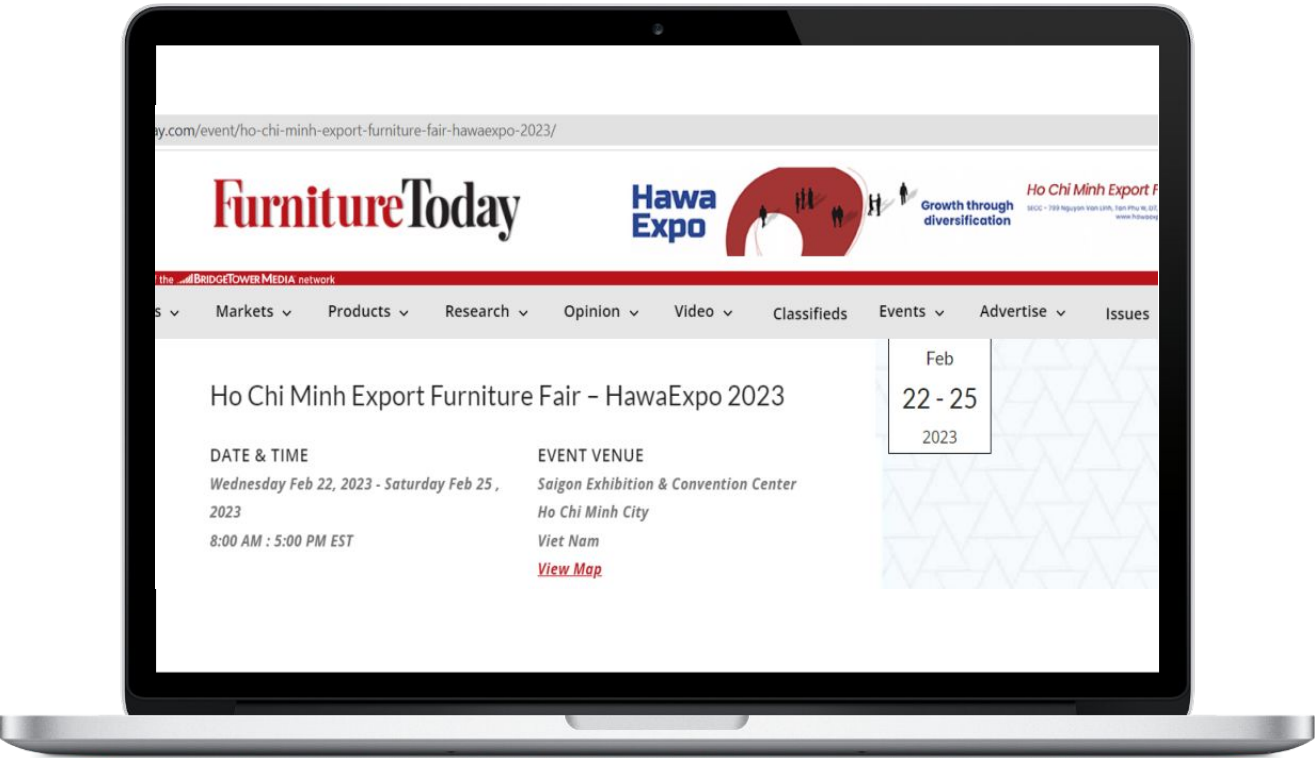 ay.com/event/ho-chi-minh-export-furniture-fair-hawaexpo-2023/
FurnitureToday
Hawa
Expo
Growth through
diversification
Ho Chi Minh Export F
the BRIDGETOWER MEDIA network
s
Markets
Products
Research
Opinion
Video
Classifieds
Events
Advertise
Issues
Feb
22 - 25
2023
Ho Chi Minh Export Furniture Fair – HawaExpo 2023
DATE & TIME
Wednesday Feb 22, 2023 - Saturday Feb 25 ,
2023
8:00 AM : 5:00 PM EST
EVENT VENUE
Saigon Exhibition & Convention Center
Ho Chi Minh City
Viet Nam
View Map